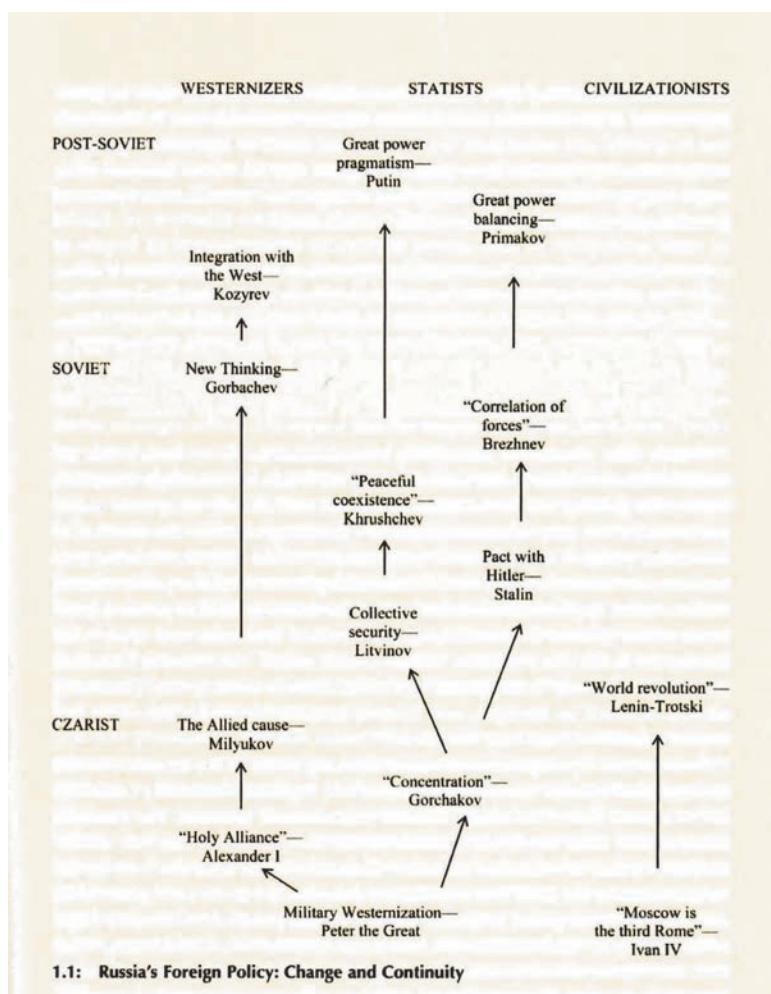 WESTERNIZERS STATISTS CIVILIZATIONISTS
POST-SOVIET
Great power
pragmatism—
Putin
Great power
balancing—
Primakov
Integration with
the West—
Kozyrev
SOVIET
New Thinking—
Gorbachev
“Correlation of
forces”—
Brezhnev
“Peaceful
coexistence”—
Khrushchev
Pact with
Hitler—
Stalin
Collective
security—
Litvinov
“World revolution”—
Lenin-Trotski
CZARIST
The Allied cause—
Milyukov
“Concentration”—
Gorchakov
“Holy Alliance”—
Alexander I
Military Westernization—
Peter the Great
“Moscow is
the third Rome”—
Ivan IV
1.1: Russia’s Foreign Policy: Change and Continuity